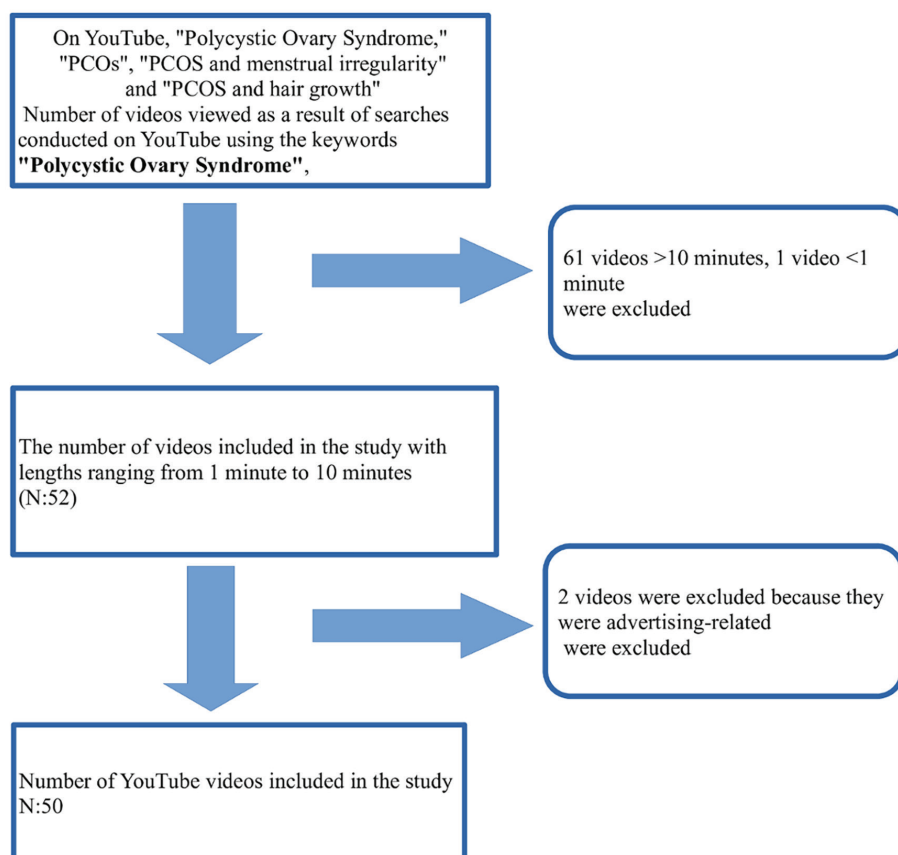 On YouTube, "Polycystic Ovary Syndrome,"
"PCOs", "PCOS and menstrual irregularity"
and "PCOS and hair growth"
Number of videos viewed as a result of searches
conducted on YouTube using the keywords
"Polycystic Ovary Syndrome",
61 videos >10 minutes, 1 video <1
minute
were excluded
The number of videos included in the study with
lengths ranging from 1 minute to 10 minutes
(N:52)
2 videos were excluded because they
were advertising-related
were excluded
Number of YouTube videos included in the study
N:50